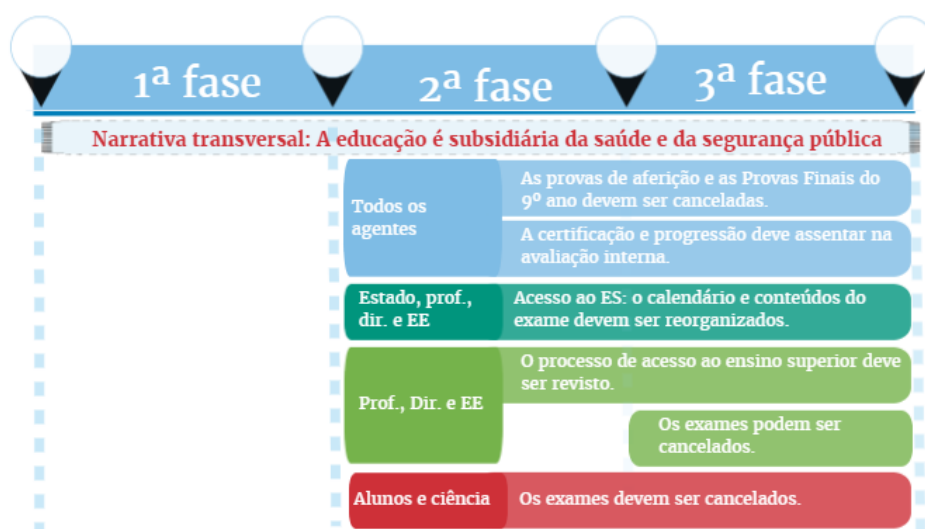 1ª fase
2ª fase
3ª fase
Narrativa transversal: A educação é subsidiária da saúde e da segurança pública
Todos os
agentes
As provas de aferição e as Provas Finais do
9º ano devem ser canceladas.
A certificação e progressão deve assentar na
avaliação interna.
Estado, prof.,
dir. e EE
Acesso ao ES: o calendário e conteúdos do
exame devem ser reorganizados.
Prof., Dir. e EE
O processo de acesso ao ensino superior deve
ser revisto.
Os exames podem ser
cancelados.
Alunos e ciência
Os exames devem ser cancelados.